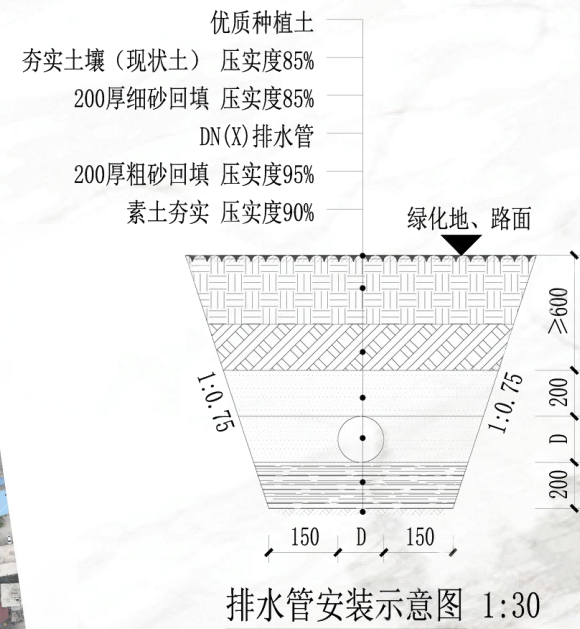 优质种植土
夯实土壤（现状土） 压实度85%
200厚细砂回填 压实度85%
DN(X)排水管
200厚粗砂回填 压实度95%
素土夯实 压实度90%
绿化地、路面
≥600
200
D
200
1:0.75
1:0.75
150 D 150
排水管安装示意图 1:30